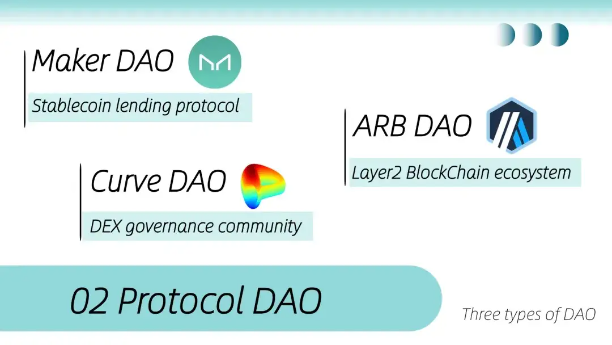 Maker DAO
Stablecoin lending protocol
ARB DAO
Layer2 BlockChain ecosystem
Curve DAO
DEX governance community
02 Protocol DAO
Three types of DAO